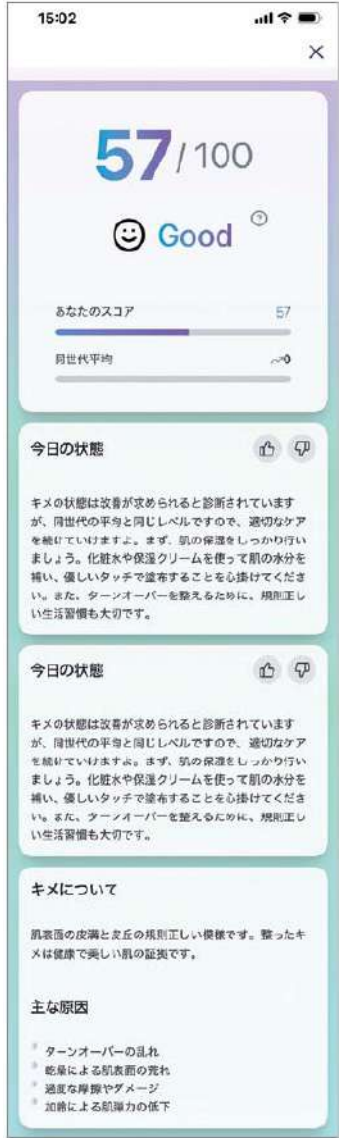 15:02
57/100
Good
あなたのスコア 57
同世代平均 0
今日の状態
キメの状態は改善が求められると診断されています
が、同世代の平均と同じレベルですので、適切なケア
を続けていけますよ。まず、肌の保湿をしっかり行い
ましょう。化粧水や保湿クリームを使って肌の水分を
補い、優しいタッチで塗布することを心掛けてくださ
い。また、ターンオーバーを整えるために、規則正し
い生活習慣も大切です。
今日の状態
キメの状態は改善が求められると診断されています
が、同世代の平均と同じレベルですので、適切なケア
を続けていけますよ。まず、肌の保湿をしっかり行い
ましょう。化粧水や保湿クリームを使って肌の水分を
補い、優しいタッチで塗布することを心掛けてくださ
い。また、ターンオーバーを整えるために、規則正し
い生活習慣も大切です。
キメについて
肌表面の皮溝と皮丘の規則正しい模様です。整ったキ
メは健康で美しい肌の証拠です。
主な原因
ターンオーバーの乱れ
乾燥による肌表面の荒れ
過度な摩擦やダメージ
加齢による肌弾力の低下